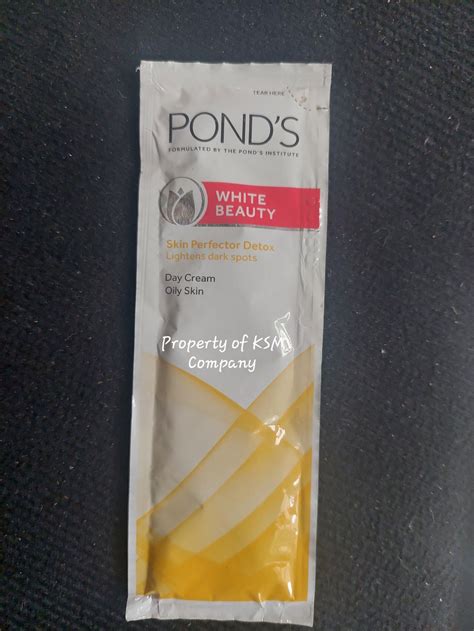 TEAR HERE
POND'S
FORMULATED BY THE POND'S INSTITUTE
WHITE
BEAUTY
Skin Perfector Detox
Lightens dark spots
Day Cream
Oily Skin
Property of KSM
Company